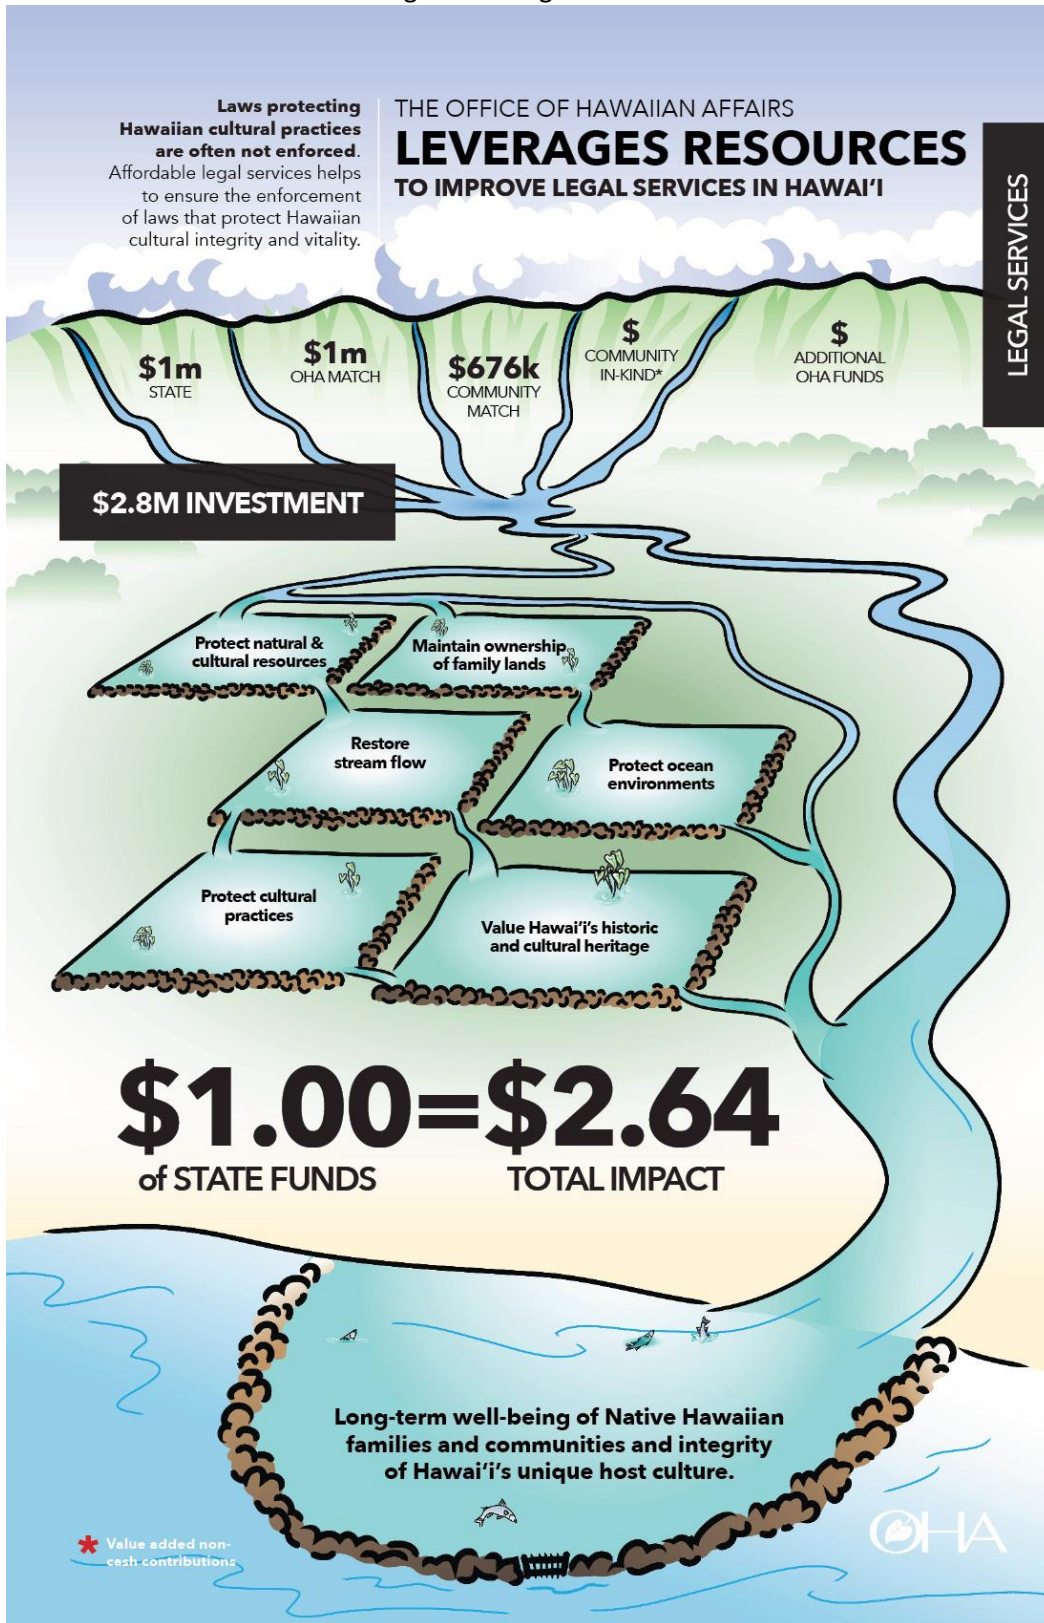 Laws protecting
Hawaiian cultural practices
are often not enforced.
Affordable legal services helps
to ensure the enforcement
of laws that protect Hawaiian
cultural integrity and vitality.
THE OFFICE OF HAWAIIAN AFFAIRS
LEVERAGES RESOURCES
TO IMPROVE LEGAL SERVICES IN HAWAI‘I
LEGAL SERVICES
$1m
STATE
$1m
OHA MATCH
$676k
COMMUNITY
MATCH
$
COMMUNITY
IN-KIND*
$
ADDITIONAL
OHA FUNDS
$2.8M INVESTMENT
Protect natural &
cultural resources
Maintain ownership
of family lands
Restore
stream flow
Protect ocean
environments
Protect cultural
practices
Value Hawai‘i’s historic
and cultural heritage
$1.00=$2.64
of STATE FUNDS TOTAL IMPACT
Long-term well-being of Native Hawaiian
families and communities and integrity
of Hawai‘i’s unique host culture.
* Value added non-
cash contributions
OHA